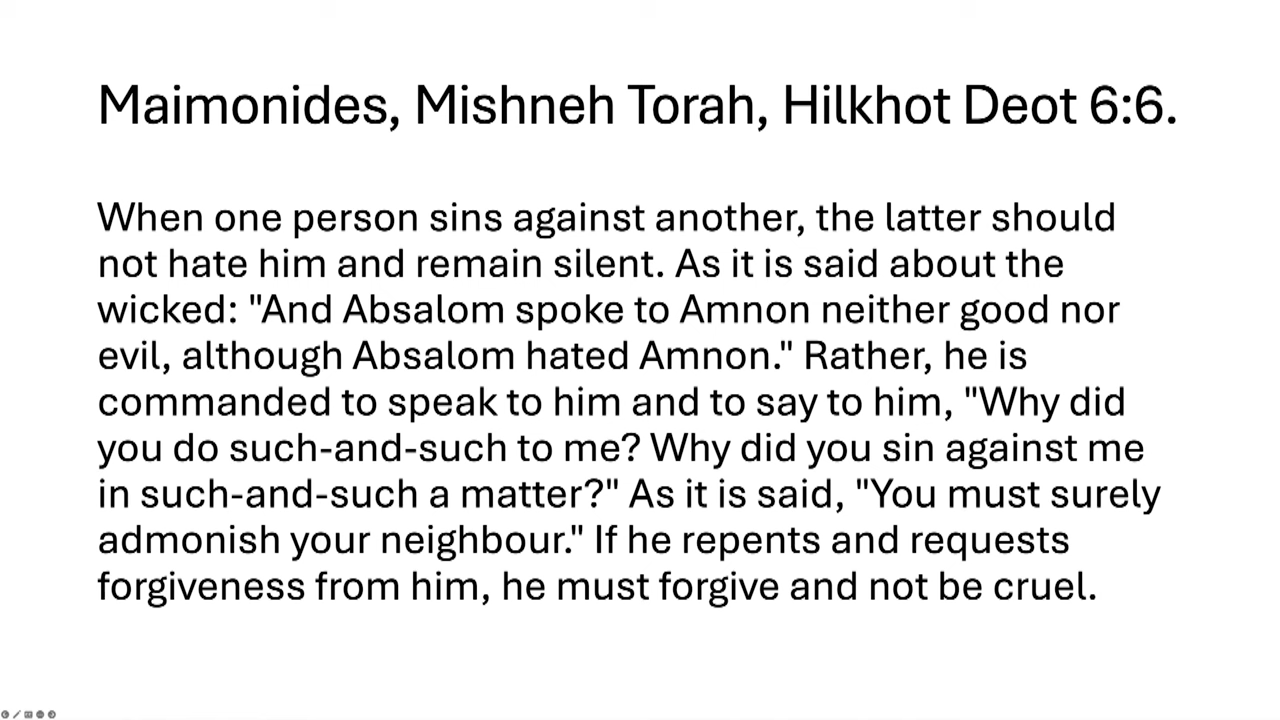 Maimonides, Mishneh Torah, Hilkhot Deot 6:6.
When one person sins against another, the latter should
not hate him and remain silent. As it is said about the
wicked: "And Absalom spoke to Amnon neither good nor
evil, although Absalom hated Amnon." Rather, he is
commanded to speak to him and to say to him, "Why did
you do such-and-such to me? Why did you sin against me
in such-and-such a matter?" As it is said, "You must surely
admonish your neighbour." If he repents and requests
forgiveness from him, he must forgive and not be cruel.